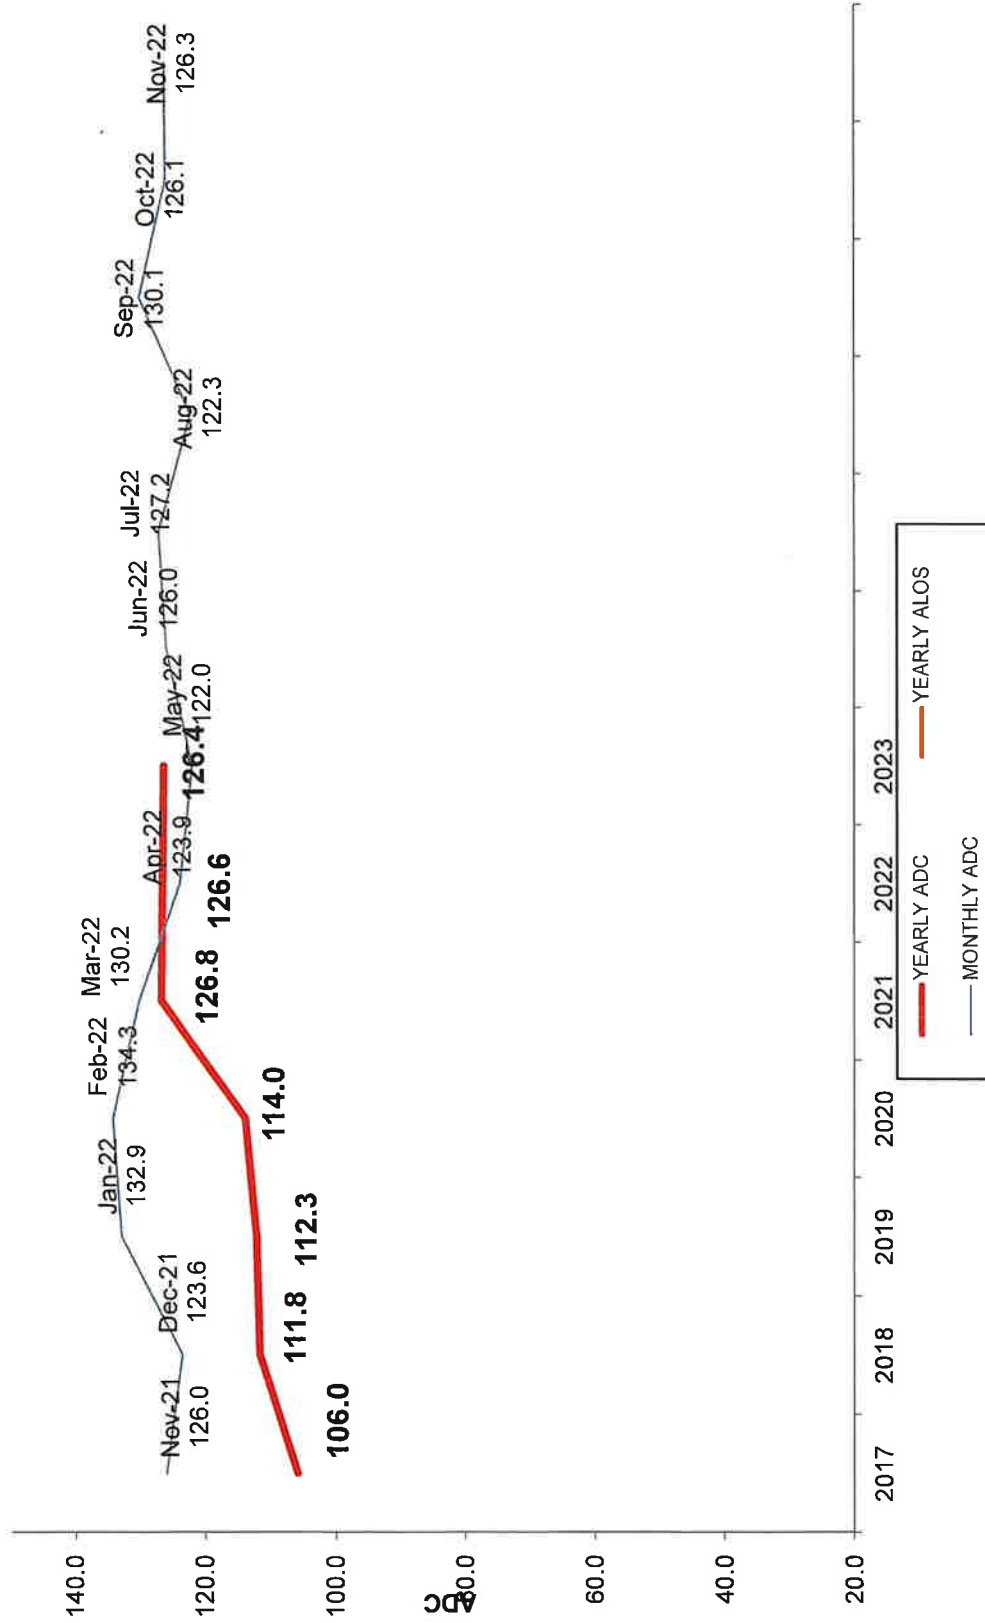 140.0
120.0
100.0
80.0
60.0
40.0
20.0
ADC
Nov-21
126.0
Dec-21
123.6
Jan-22
132.9
Feb-22
134.3
Mar-22
130.2
Apr-22
123.9
May-22
122.0
Jun-22
126.0
Jul-22
127.2
Aug-22
122.3
Sep-22
130.1
Oct-22
126.1
Nov-22
126.3
106.0
111.8
112.3
114.0
126.8
126.6
126.4
2017
2018
2019
2020
2021
2022
2023
YEARLY ADC
YEARLY ALOS
MONTHLY ADC